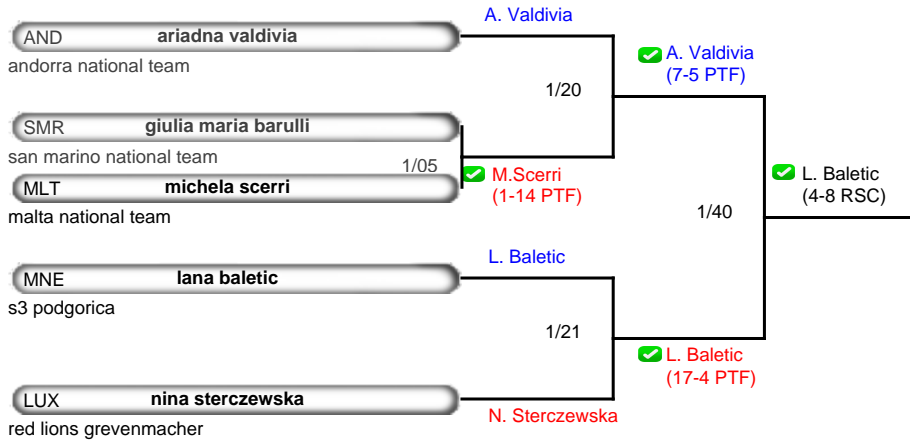 A. Valdivia
AND ariadna valdivia
andorra national team
A. Valdivia
(7-5 PTF)
1/20
SMR giulia maria barulli
san marino national team
1/05
M.Scerri
(1-14 PTF)
MLT michela scerri
malta national team
L. Baletic
(4-8 RSC)
1/40
L. Baletic
MNE lana baletic
s3 podgorica
1/21
L. Baletic
(17-4 PTF)
LUX nina sterczewska
N. Sterczewska
red lions grevenmacher